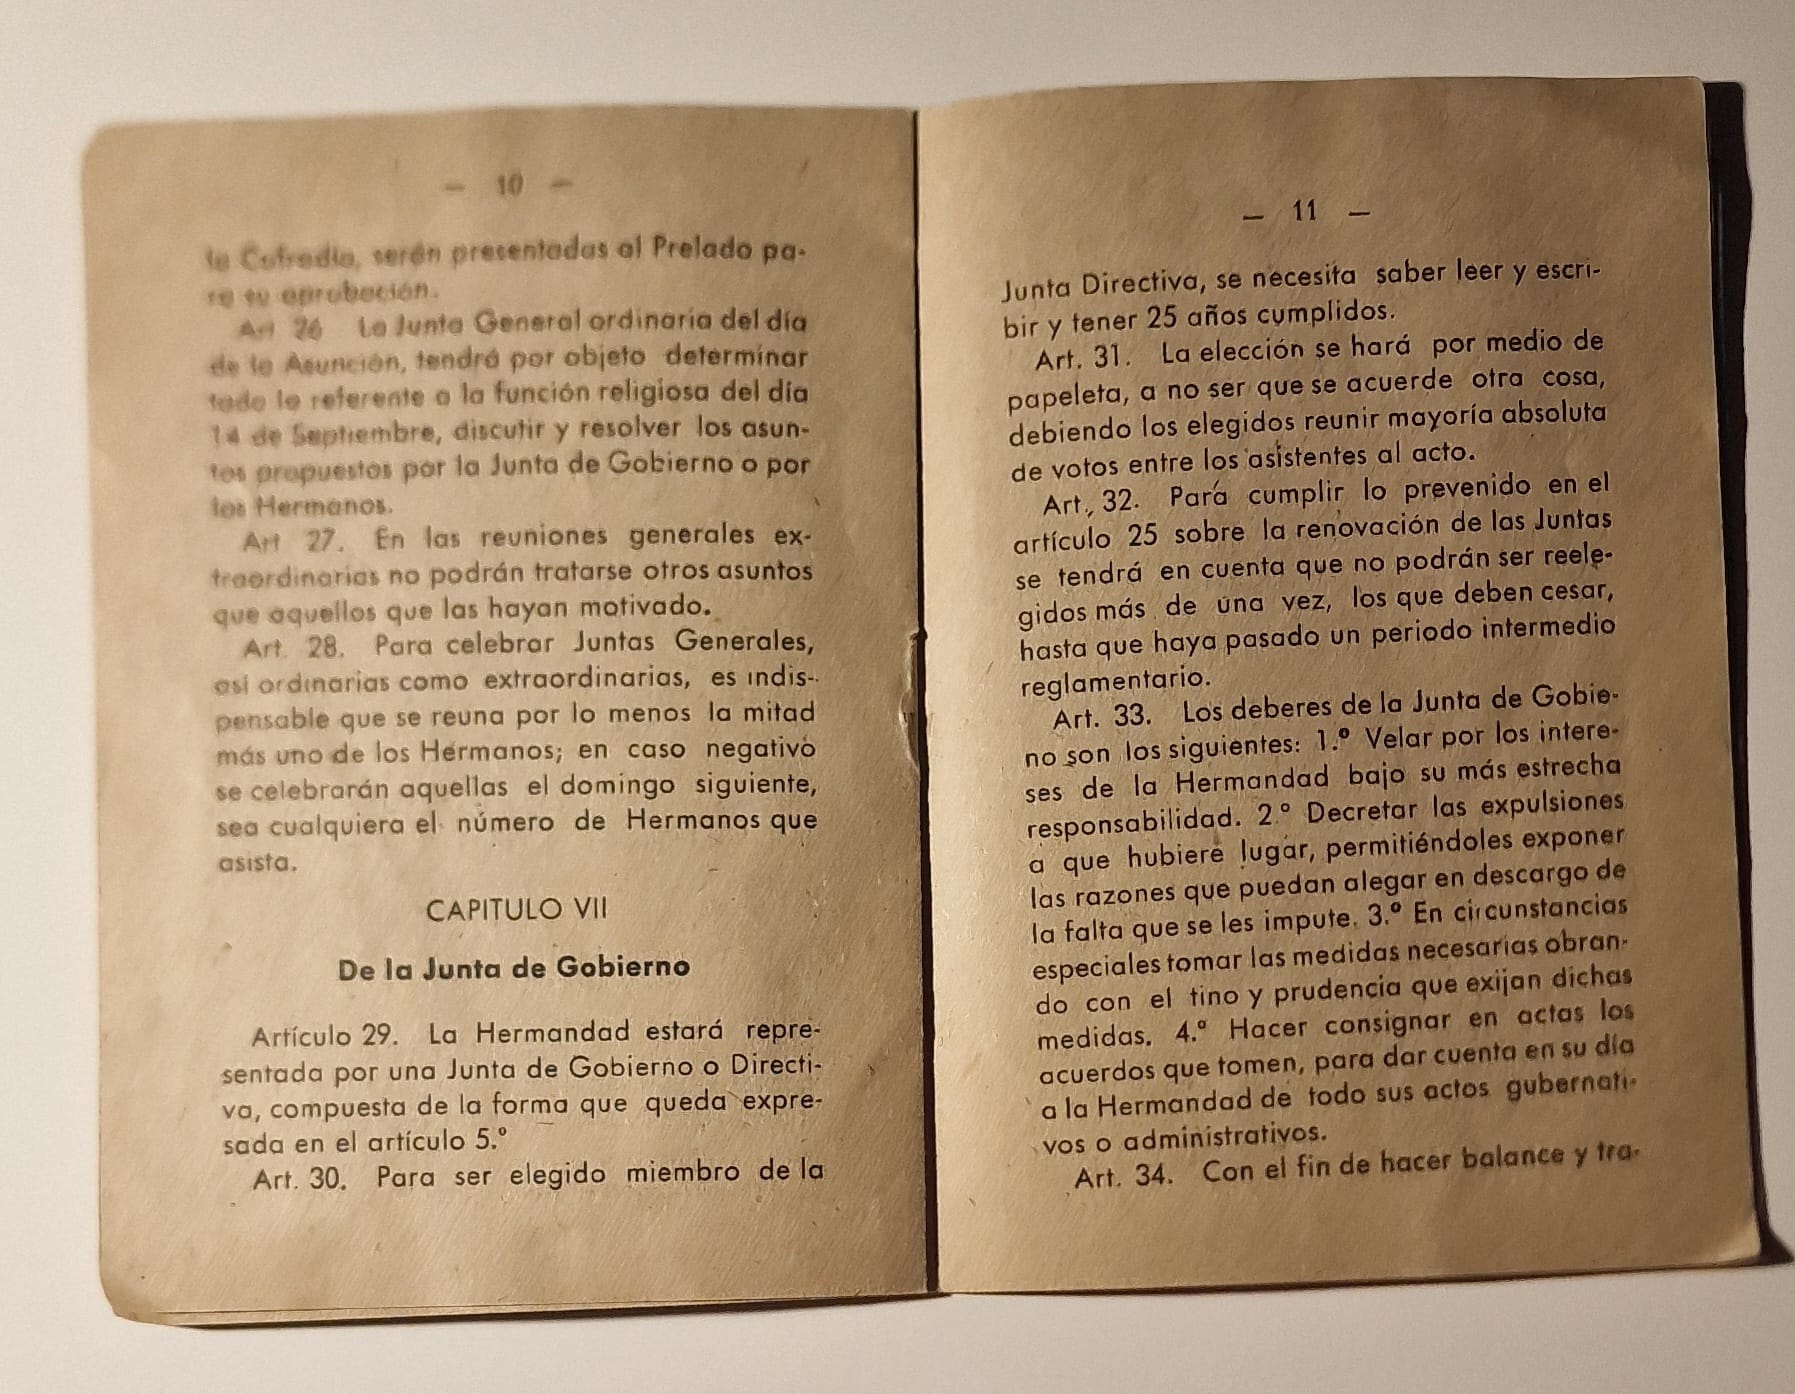 — 10 —
la Cofradía, serán presentadas al Prelado pa-
ra su aprobación.
Art 26 La Junta General ordinaria del día
de la Asunción, tendrá por objeto determinar
todo lo referente a la función religiosa del día
14 de Septiembre, discutir y resolver los asun-
tos propuestos por la Junta de Gobierno o por
los Hermanos.
Art 27. En las reuniones generales ex-
traordinarias no podrán tratarse otros asuntos
que aquellos que las hayan motivado.
Art. 28. Para celebrar Juntas Generales,
así ordinarias como extraordinarias, es indis-
pensable que se reuna por lo menos la mitad
más uno de los Hermanos; en caso negativo
se celebrarán aquellas el domingo siguiente,
sea cualquiera el número de Hermanos que
asista.
CAPITULO VII
De la Junta de Gobierno
Artículo 29. La Hermandad estará repre-
sentada por una Junta de Gobierno o Directi-
va, compuesta de la forma que queda expre-
sada en el artículo 5.º
Art. 30. Para ser elegido miembro de la
— 11 —
Junta Directiva, se necesita saber leer y escri-
bir y tener 25 años cumplidos.
Art. 31. La elección se hará por medio de
papeleta, a no ser que se acuerde otra cosa,
debiendo los elegidos reunir mayoría absoluta
de votos entre los asistentes al acto.
Art. 32. Para cumplir lo prevenido en el
artículo 25 sobre la renovación de las Juntas
se tendrá en cuenta que no podrán ser reele-
gidos más de una vez, los que deben cesar,
hasta que haya pasado un periodo intermedio
reglamentario.
Art. 33. Los deberes de la Junta de Gobie-
no son los siguientes: 1.º Velar por los intere-
ses de la Hermandad bajo su más estrecha
responsabilidad. 2.º Decretar las expulsiones
a que hubiere lugar, permitiéndoles exponer
las razones que puedan alegar en descargo de
la falta que se les impute. 3.º En circunstancias
especiales tomar las medidas necesarias obran-
do con el tino y prudencia que exijan dichas
medidas. 4.º Hacer consignar en actas los
acuerdos que tomen, para dar cuenta en su día
a la Hermandad de todo sus actos gubernati-
vos o administrativos.
Art. 34. Con el fin de hacer balance y tra-